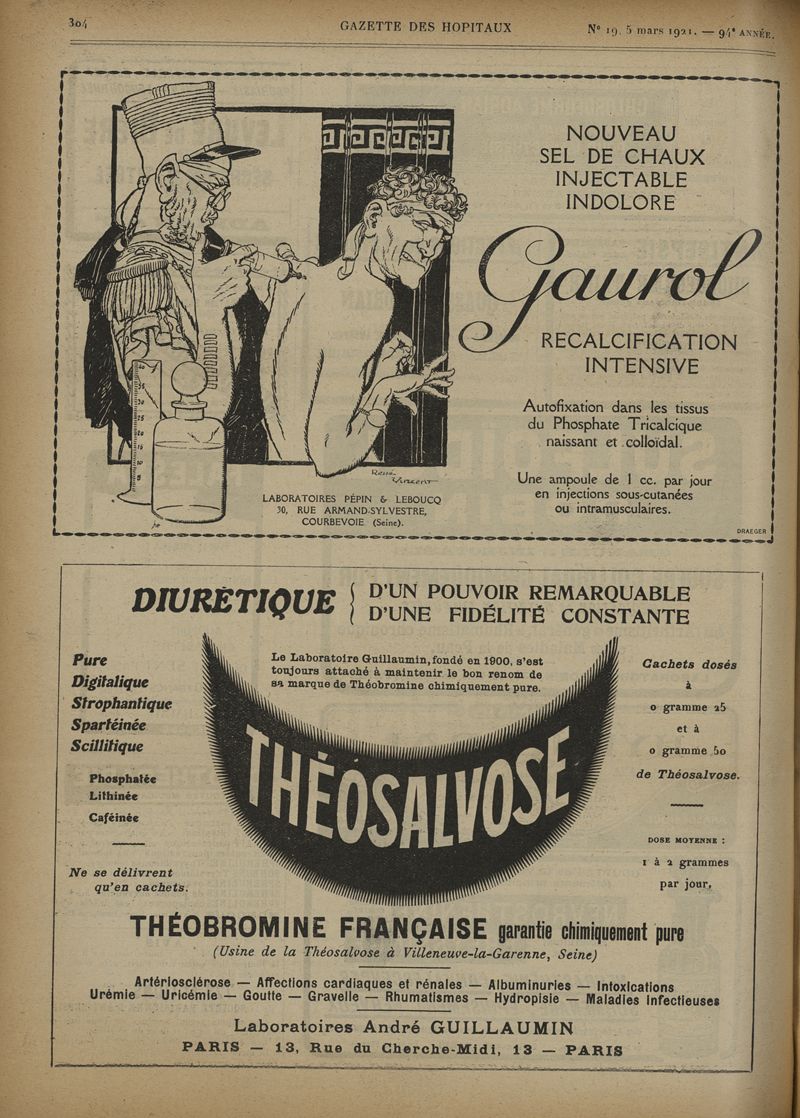 304
GAZETTE DES HOPITAUX
N° 19. 5 mars 1921. — 94e ANNÉE.
NOUVEAU
SEL DE CHAUX
INJECTABLE
INDOLORE
Gaurol
RECALCIFICATION
INTENSIVE
Autofixation dans les tissus
du Phosphate Tricalcique
naissant et colloïdal.
Une ampoule de 1 cc. par jour
en injections sous-cutanées
ou intramusculaires.
DRAEGER
René
Vincent
LABORATOIRES PÉPIN & LEBOUCQ
30, RUE ARMAND-SYLVESTRE,
COURBEVOIE (Seine).
DIURÉTIQUE { D'UN POUVOIR REMARQUABLE
D'UNE FIDÉLITÉ CONSTANTE
Pure
Digitalique
Strophantique
Spartéinée
Scillitique
Phosphatée
Lithinée
Caféinée
Ne se délivrent
qu'en cachets.
Le Laboratoire Guillaumin, fondé en 1900, s'est
toujours attaché à maintenir le bon renom de
sa marque de Théobromine chimiquement pure.
THÉOSALVOSE
Cachets dosés
à
0 gramme 25
et à
0 gramme 50
de Théosalvose.
DOSE MOYENNE :
1 à 2 grammes
par jour.
THÉOBROMINE FRANÇAISE garantie chimiquement pure
(Usine de la Théosalvose à Villeneuve-la-Garenne, Seine)
Artériosclérose — Affections cardiaques et rénales — Albuminuries — Intoxications
Urémie — Uricémie — Goutte — Gravelle — Rhumatismes — Hydropisie — Maladies Infectieuses
Laboratoires André GUILLAUMIN
PARIS — 13, Rue du Cherche-Midi, 13 — PARIS